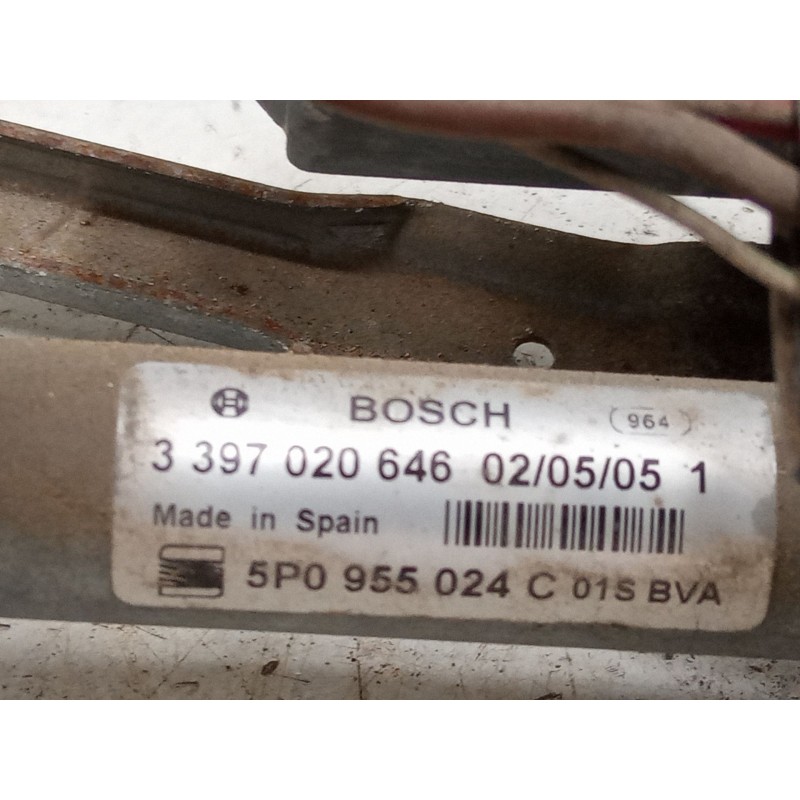 BOSCH (964)
3 397 020 646 02/05/05 1
Made in Spain
5P0 955 024 C 01S BVA